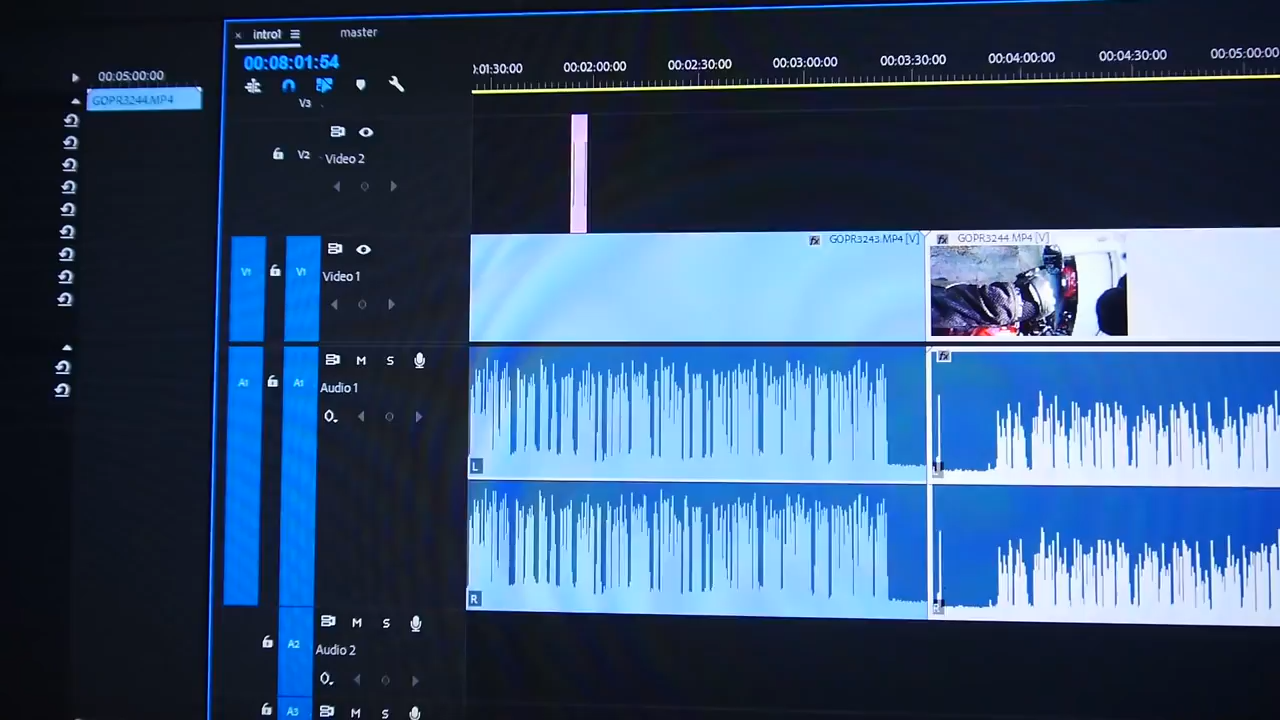 × intro1 ≡
master
00:08:01:54
00:05:00:00
GOPR3244.MP4
:01:30:00 00:02:00:00 00:02:30:00 00:03:00:00 00:03:30:00 00:04:00:00 00:04:30:00 00:05:00:00
V3
V2 Video 2
fx GOPR3243.MP4 [V]
fx GOPR3244.MP4 [V]
V1 V1 Video 1
M S
fx
A1 A1 Audio 1
L
L
R
R
M S
A2 Audio 2
A3 M S